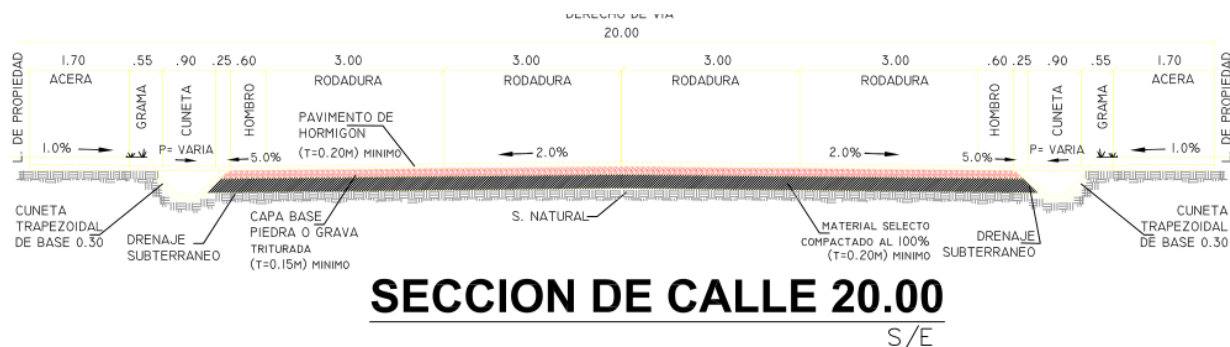 DERECHO DE VIA
20.00
1.70 .55 .90 .25 .60 3.00 3.00 3.00 3.00 .60 .25 .90 .55 1.70
ACERA
GRAMA
CUNETA
HOMBRO
RODADURA
RODADURA
RODADURA
RODADURA
HOMBRO
CUNETA
GRAMA
ACERA
L. DE PROPIEDAD
L. DE PROPIEDAD
1.0%
P= VARIA
5.0%
PAVIMENTO DE
HORMIGON
(T=0.20M) MINIMO
2.0%
2.0%
5.0%
P= VARIA
1.0%
CUNETA
TRAPEZOIDAL
DE BASE 0.30
DRENAJE
SUBTERRANEO
CAPA BASE
PIEDRA O GRAVA
TRITURADA
(T=0.15M) MINIMO
S. NATURAL
MATERIAL SELECTO
COMPACTADO AL 100%
(T=0.20M) MINIMO
DRENAJE
SUBTERRANEO
CUNETA
TRAPEZOIDAL
DE BASE 0.30
SECCION DE CALLE 20.00
S/E